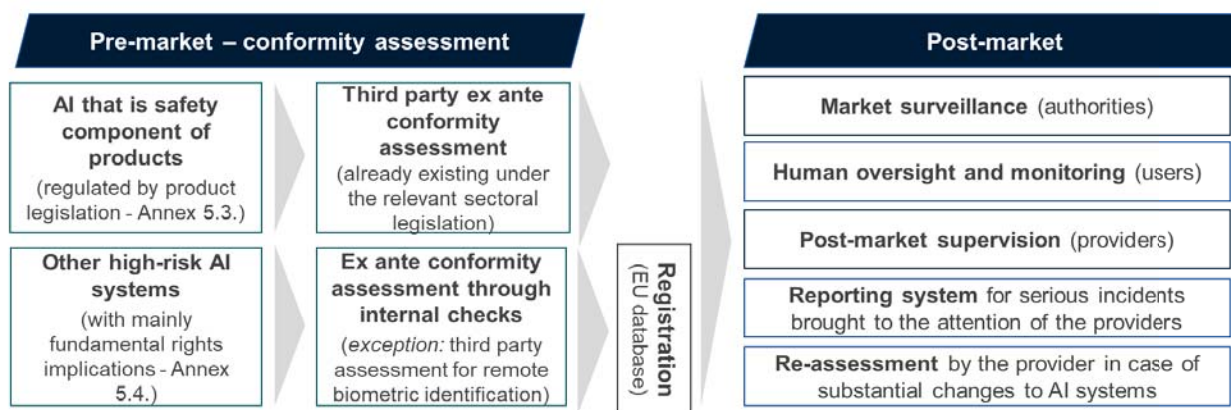 Pre-market – conformity assessment
AI that is safety
component of
products
(regulated by product
legislation - Annex 5.3.)
Third party ex ante
conformity
assessment
(already existing under
the relevant sectoral
legislation)
Other high-risk AI
systems
(with mainly
fundamental rights
implications - Annex
5.4.)
Ex ante conformity
assessment through
internal checks
(exception: third party
assessment for remote
biometric identification)
Registration
(EU database)
Post-market
Market surveillance (authorities)
Human oversight and monitoring (users)
Post-market supervision (providers)
Reporting system for serious incidents
brought to the attention of the providers
Re-assessment by the provider in case of
substantial changes to AI systems